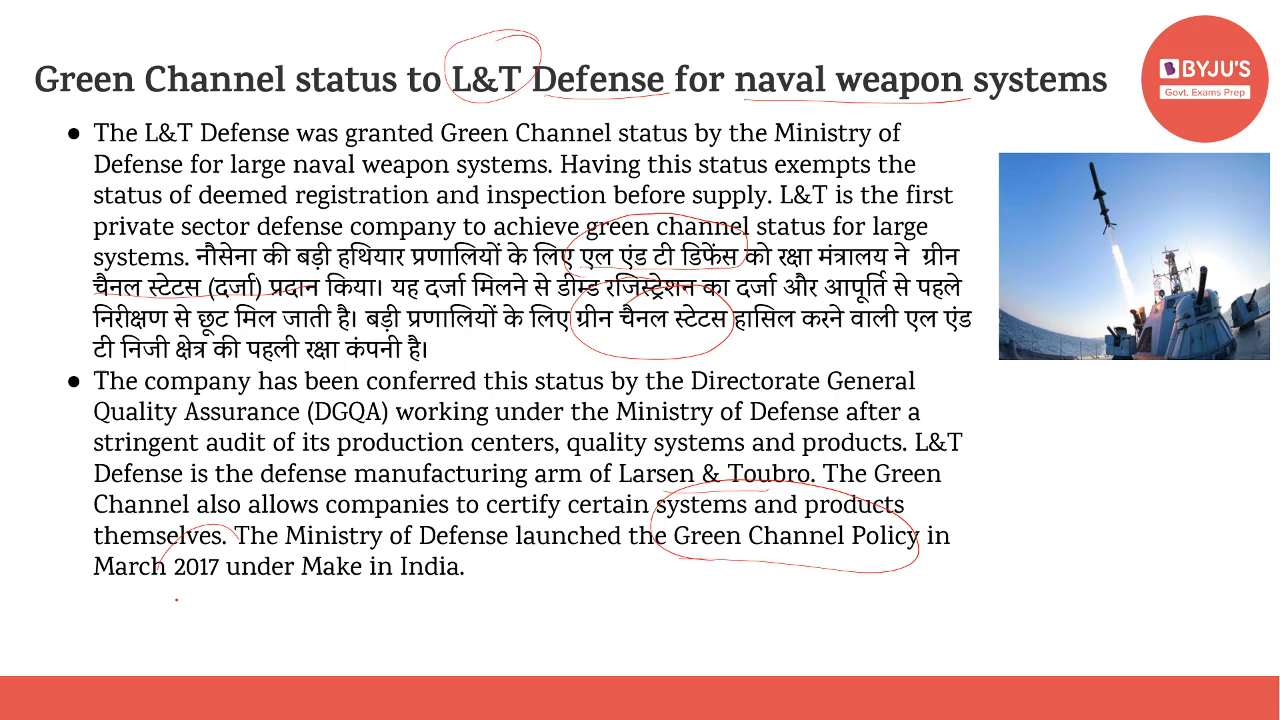 Green Channel status to L&T Defense for naval weapon systems
BYJU'S
Govt. Exams Prep
● The L&T Defense was granted Green Channel status by the Ministry of
Defense for large naval weapon systems. Having this status exempts the
status of deemed registration and inspection before supply. L&T is the first
private sector defense company to achieve green channel status for large
systems. नौसेना की बड़ी हथियार प्रणालियों के लिए एल एंड टी डिफेंस को रक्षा मंत्रालय ने ग्रीन
चैनल स्टेटस (दर्जा) प्रदान किया। यह दर्जा मिलने से डीम्ड रजिस्ट्रेशन का दर्जा और आपूर्ति से पहले
निरीक्षण से छूट मिल जाती है। बड़ी प्रणालियों के लिए ग्रीन चैनल स्टेटस हासिल करने वाली एल एंड
टी निजी क्षेत्र की पहली रक्षा कंपनी है।
● The company has been conferred this status by the Directorate General
Quality Assurance (DGQA) working under the Ministry of Defense after a
stringent audit of its production centers, quality systems and products. L&T
Defense is the defense manufacturing arm of Larsen & Toubro. The Green
Channel also allows companies to certify certain systems and products
themselves. The Ministry of Defense launched the Green Channel Policy in
March 2017 under Make in India.